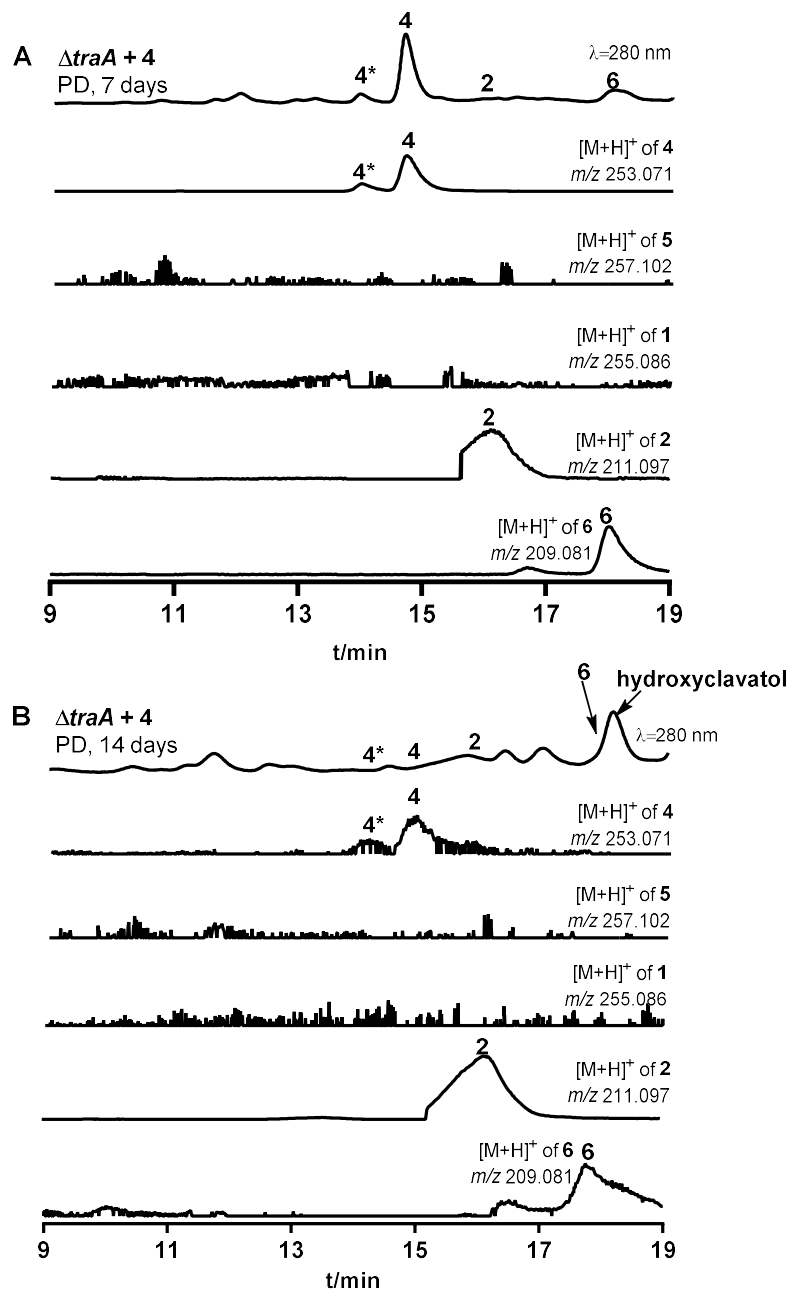 A
ΔtraA + 4
PD, 7 days
4
λ=280 nm
4*
2
6
4
4*
[M+H]+ of 4
m/z 253.071
[M+H]+ of 5
m/z 257.102
[M+H]+ of 1
m/z 255.086
2
[M+H]+ of 2
m/z 211.097
6
[M+H]+ of 6
m/z 209.081
9 11 13 15 17 19
t/min
B
ΔtraA + 4
PD, 14 days
6
hydroxyclavatol
4* 4 2
λ=280 nm
4
4*
[M+H]+ of 4
m/z 253.071
[M+H]+ of 5
m/z 257.102
[M+H]+ of 1
m/z 255.086
2
[M+H]+ of 2
m/z 211.097
[M+H]+ of 6 6
m/z 209.081
9 11 13 15 17 19
t/min